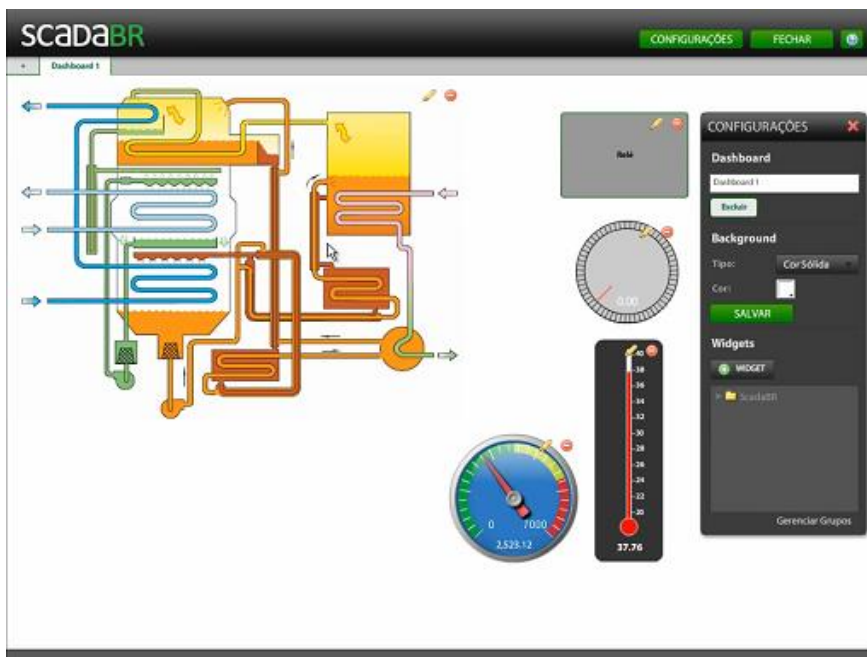 SCADABR
CONFIGURAÇÕES FECHAR
+ Dashboard 1
Relé
-0.00
0 7000
2,523.12
40
38
36
34
32
30
28
26
24
22
20
37.76
CONFIGURAÇÕES
Dashboard
Dashboard 1
Excluir
Background
Tipo: Cor Sólida
Cor:
SALVAR
Widgets
WIDGET
ScadaBR
Gerenciar Grupos